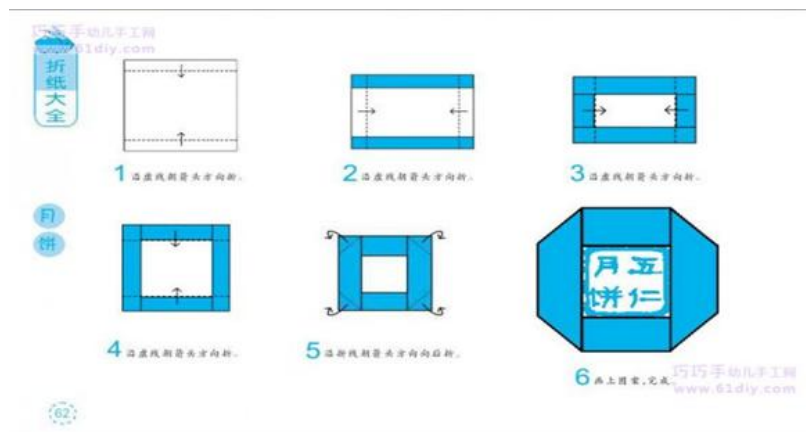 巧巧手幼儿手工网
www.61diy.com
折纸大全
月饼
1 沿虚线朝箭头方向折。
2 沿虚线朝箭头方向折。
3 沿虚线朝箭头方向折。
4 沿虚线朝箭头方向折。
5 沿折线朝箭头方向向后折。
月五
饼仁
6 画上图案,完成。
巧巧手幼儿手工网
www.61diy.com
62